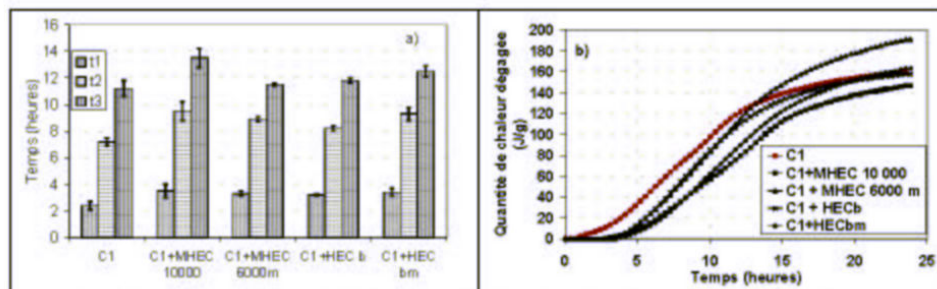 a)
16
14
12
10
8
6
4
2
0
Temps (heures)
t1
t2
t3
C1
C1+MHEC 10000
C1+MHEC 6000m
C1+HEC b
C1+HEC bm
b)
200
180
160
140
120
100
80
60
40
20
0
Quantité de chaleur dégagée (J/g)
C1
C1+MHEC 10 000
C1 + MHEC 6000 m
C1 + HECb
C1+HECbm
0 5 10 15 20 25
Temps (heures)